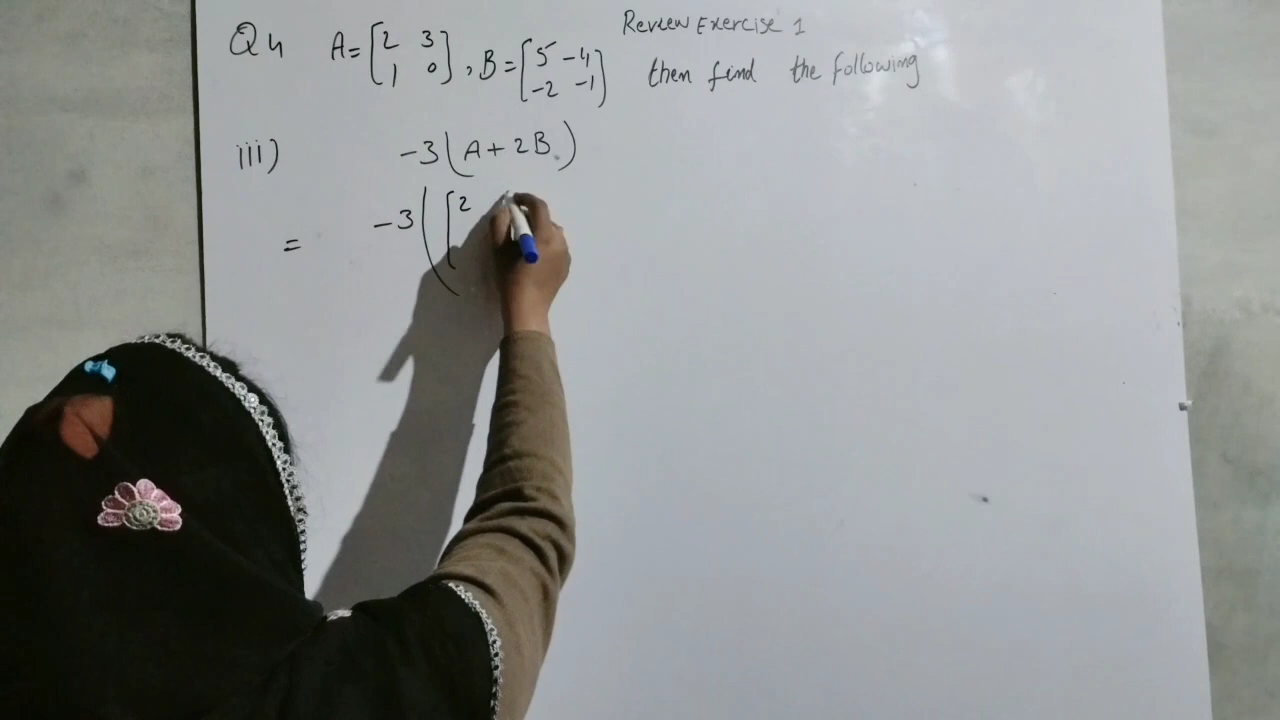 Review Exercise 1
Q4 A = [2 3 1 0], B = [5 -4 -2 -1] then find the following
iii) -3(A + 2B)
= -3([2